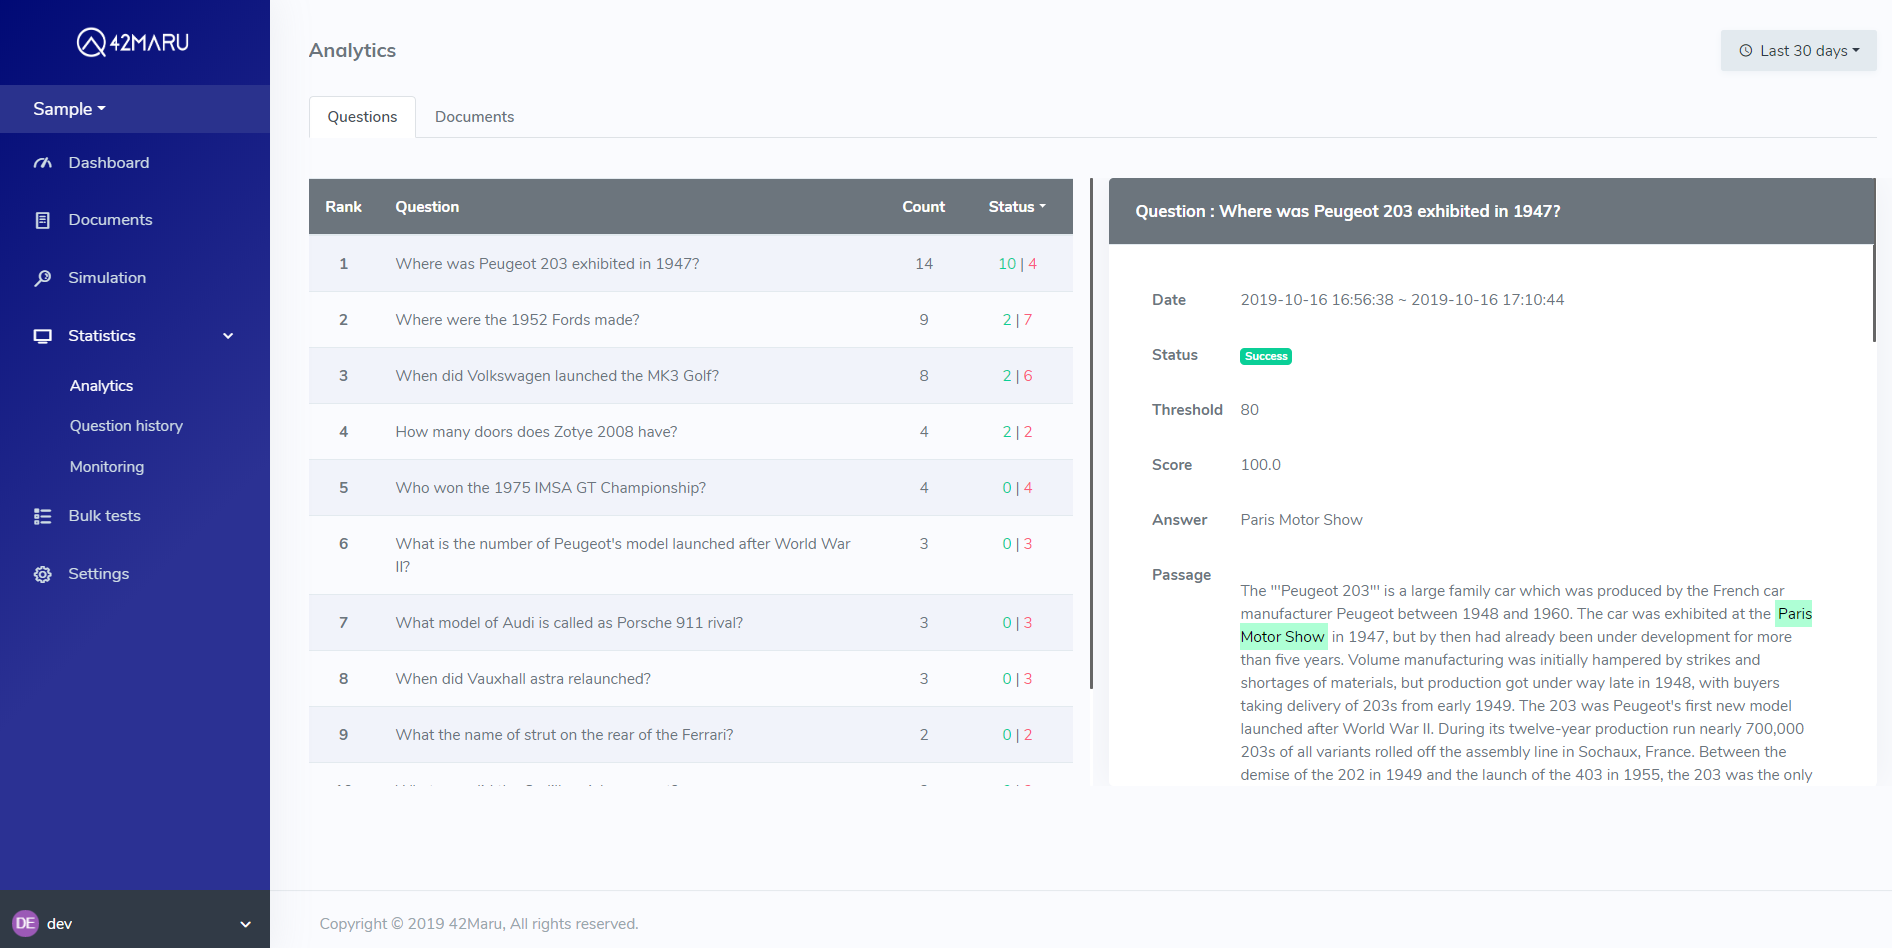 42MARU
Sample
Dashboard
Documents
Simulation
Statistics
Analytics
Question history
Monitoring
Bulk tests
Settings
DE dev
Analytics
Last 30 days
Questions Documents
Rank Question Count Status
1 Where was Peugeot 203 exhibited in 1947? 14 10 | 4
2 Where were the 1952 Fords made? 9 2 | 7
3 When did Volkswagen launched the MK3 Golf? 8 2 | 6
4 How many doors does Zotye 2008 have? 4 2 | 2
5 Who won the 1975 IMSA GT Championship? 4 0 | 4
6 What is the number of Peugeot's model launched after World War 3 0 | 3
II?
7 What model of Audi is called as Porsche 911 rival? 3 0 | 3
8 When did Vauxhall astra relaunched? 3 0 | 3
9 What the name of strut on the rear of the Ferrari? 2 0 | 2
Question : Where was Peugeot 203 exhibited in 1947?
Date 2019-10-16 16:56:38 ~ 2019-10-16 17:10:44
Status Success
Threshold 80
Score 100.0
Answer Paris Motor Show
Passage
The '"Peugeot 203"' is a large family car which was produced by the French car
manufacturer Peugeot between 1948 and 1960. The car was exhibited at the Paris
Motor Show in 1947, but by then had already been under development for more
than five years. Volume manufacturing was initially hampered by strikes and
shortages of materials, but production got under way late in 1948, with buyers
taking delivery of 203s from early 1949. The 203 was Peugeot's first new model
launched after World War II. During its twelve-year production run nearly 700,000
203s of all variants rolled off the assembly line in Sochaux, France. Between the
demise of the 202 in 1949 and the launch of the 403 in 1955, the 203 was the only
Copyright © 2019 42Maru, All rights reserved.